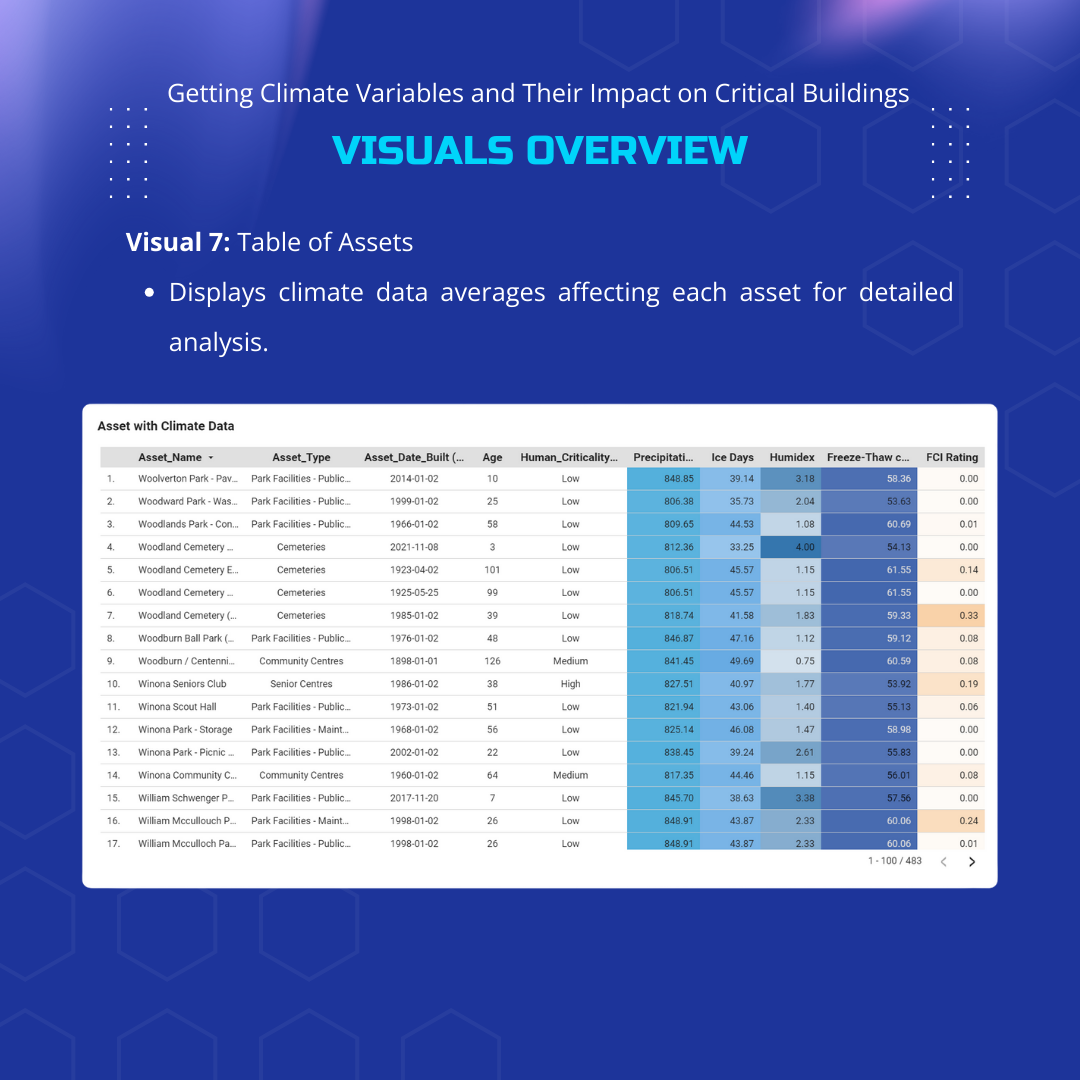 Getting Climate Variables and Their Impact on Critical Buildings
VISUALS OVERVIEW
Visual 7: Table of Assets
• Displays climate data averages affecting each asset for detailed
analysis.
Asset with Climate Data
Asset_Name Asset_Type Asset_Date_Built (... Age Human_Criticality... Precipitati... Ice Days Humidex Freeze-Thaw c... FCI Rating
1. Woolverton Park - Pav... Park Facilities - Public... 2014-01-02 10 Low 848.85 39.14 3.18 58.36 0.00
2. Woodward Park - Was... Park Facilities - Public... 1999-01-02 25 Low 806.38 35.73 2.04 53.63 0.00
3. Woodlands Park - Con... Park Facilities - Public... 1966-01-02 58 Low 809.65 44.53 1.08 60.69 0.01
4. Woodland Cemetery ... Cemeteries 2021-11-08 3 Low 812.36 33.25 4.00 54.13 0.00
5. Woodland Cemetery E... Cemeteries 1923-04-02 101 Low 806.51 45.57 1.15 61.55 0.14
6. Woodland Cemetery ... Cemeteries 1925-05-25 99 Low 806.51 45.57 1.15 61.55 0.00
7. Woodland Cemetery (... Cemeteries 1985-01-02 39 Low 818.74 41.58 1.83 59.33 0.33
8. Woodburn Ball Park (... Park Facilities - Public... 1976-01-02 48 Low 846.87 47.16 1.12 59.12 0.08
9. Woodburn / Centenni... Community Centres 1898-01-01 126 Medium 841.45 49.69 0.75 60.59 0.08
10. Winona Seniors Club Senior Centres 1986-01-02 38 High 827.51 40.97 1.77 53.92 0.19
11. Winona Scout Hall Park Facilities - Public... 1973-01-02 51 Low 821.94 43.06 1.40 55.13 0.06
12. Winona Park - Storage Park Facilities - Maint... 1968-01-02 56 Low 825.14 46.08 1.47 58.98 0.00
13. Winona Park - Picnic ... Park Facilities - Public... 2002-01-02 22 Low 838.45 39.24 2.61 55.83 0.00
14. Winona Community C... Community Centres 1960-01-02 64 Medium 817.35 44.46 1.15 56.01 0.08
15. William Schwenger P... Park Facilities - Public... 2017-11-20 7 Low 845.70 38.63 3.38 57.56 0.00
16. William Mccullouch P... Park Facilities - Maint... 1998-01-02 26 Low 848.91 43.87 2.33 60.06 0.24
17. William Mcculloch Pa... Park Facilities - Public... 1998-01-02 26 Low 848.91 43.87 2.33 60.06 0.01
1 - 100 / 483